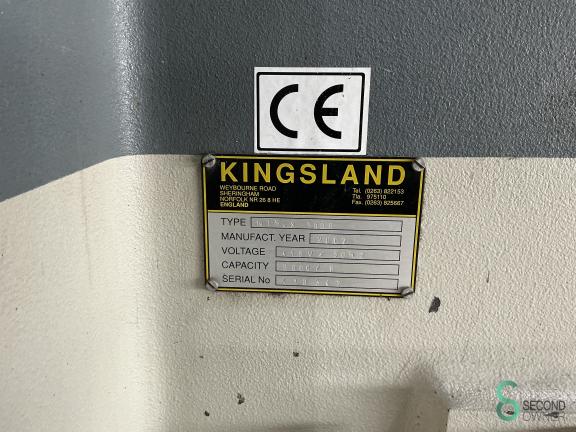 CE
KINGSLAND
WEYBOURNE ROAD
SHERINGHAM
NORFOLK NR 26 8 HE
ENGLAND
Tel. (0263) 822153
Tlx. 975110
Fax. (0263) 825667
TYPE
MANUFACT. YEAR
VOLTAGE
CAPACITY
SERIAL No
SECOND
OWNER